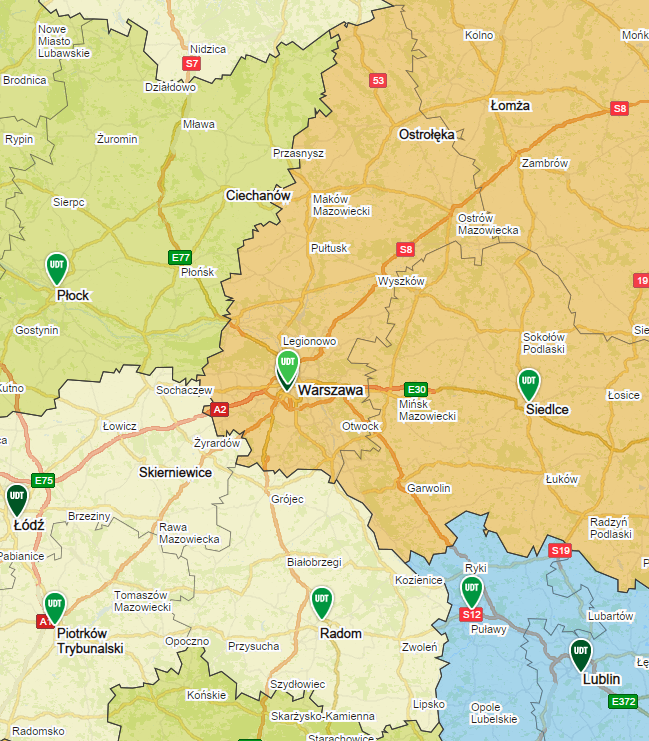 Nowe
Miasto
Lubawskie
Nidzica
Kolno
S7
Brodnica
Działdowo
53
Łomża
S8
Mława
Rypin
Żuromin
Ostrołęka
Przasnysz
Zambrów
Ciechanów
Sierpc
Maków
Mazowiecki
Ostrów
Mazowiecka
Pułtusk
S8
E77
UDT
Płońsk
Wyszków
19
Płock
Gostynin
Legionowo
Sokołów
Podlaski
Sie
UDT
UDT
Kutno
Sochaczew
Warszawa
E30
Łosice
A2
Mińsk
Mazowiecki
Siedlce
Łowicz
Otwock
Żyrardów
Skierniewice
E75
Garwolin
Łuków
UDT
Grójec
Łódź
Brzeziny
Rawa
Mazowiecka
Radzyń
Podlaski
Pabianice
S19
Białobrzegi
Ryki
Kozienice
UDT
Tomaszów
Mazowiecki
UDT
UDT
S12
Lubartów
A1
Piotrków
Trybunalski
Radom
Puławy
Opoczno
Przysucha
Zwoleń
UDT
Szydłowiec
Lublin
Końskie
Lipsko
Opole
Lubelskie
E372
Skarżysko-Kamienna
Radomsko
Starachowice